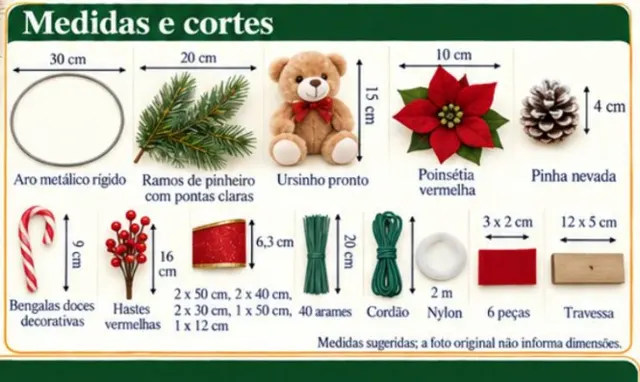 Medidas e cortes
30 cm
20 cm
15 cm
10 cm
4 cm
Aro metálico rígido
Ramos de pinheiro
com pontas claras
Ursinho pronto
Poinsétia
vermelha
Pinha nevada
9 cm
16
cm
6,3 cm
20 cm
3 x 2 cm
12 x 5 cm
Bengalas doces
decorativas
Hastes
vermelhas
2 x 50 cm, 2 x 40 cm,
2 x 30 cm, 1 x 50 cm,
1 x 12 cm
40 arames
Cordão
2 m
Nylon
6 peças
Travessa
Medidas sugeridas; a foto original não informa dimensões.